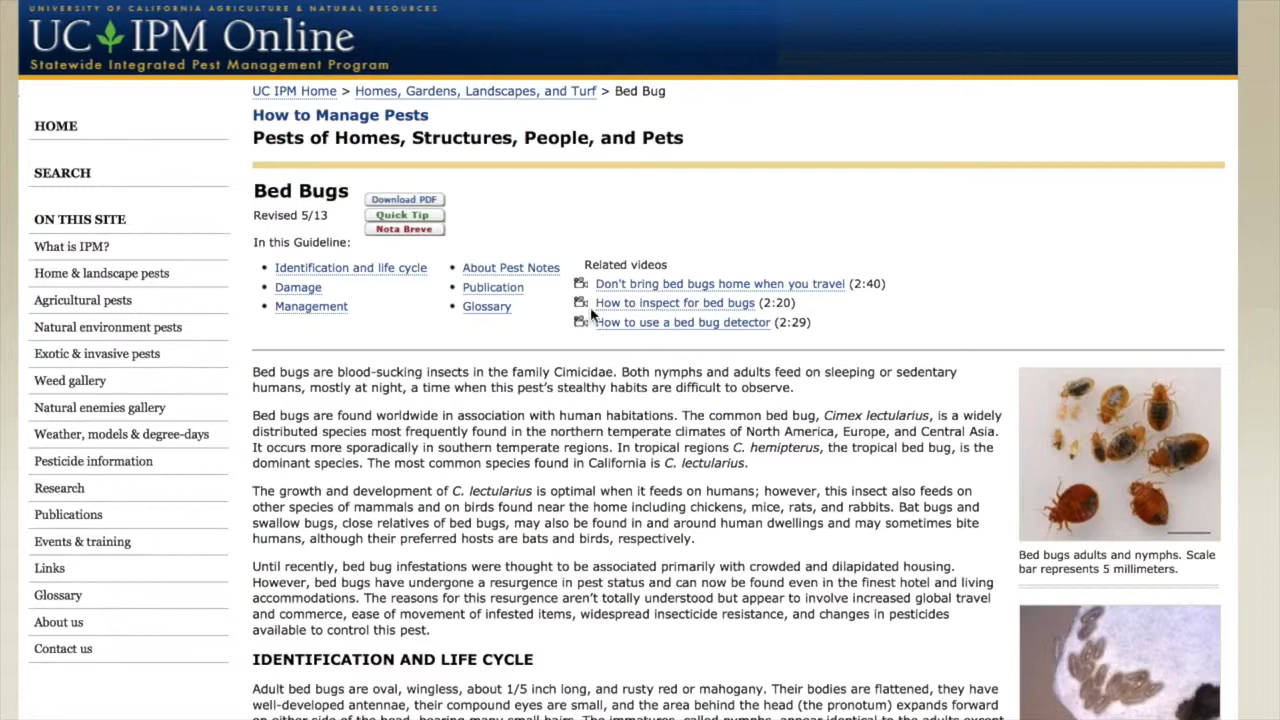 UNIVERSITY OF CALIFORNIA AGRICULTURE & NATURAL RESOURCES
UC IPM Online
Statewide Integrated Pest Management Program
HOME
SEARCH
ON THIS SITE
What is IPM?
Home & landscape pests
Agricultural pests
Natural environment pests
Exotic & invasive pests
Weed gallery
Natural enemies gallery
Weather, models & degree-days
Pesticide information
Research
Publications
Events & training
Links
Glossary
About us
Contact us
UC IPM Home > Homes, Gardens, Landscapes, and Turf > Bed Bug
How to Manage Pests
Pests of Homes, Structures, People, and Pets
Bed Bugs
Revised 5/13
Download PDF
Quick Tip
Nota Breve
In this Guideline:
• Identification and life cycle
• Damage
• Management
• About Pest Notes
• Publication
• Glossary
Related videos
Don't bring bed bugs home when you travel (2:40)
How to inspect for bed bugs (2:20)
How to use a bed bug detector (2:29)
Bed bugs are blood-sucking insects in the family Cimicidae. Both nymphs and adults feed on sleeping or sedentary
humans, mostly at night, a time when this pest's stealthy habits are difficult to observe.
Bed bugs are found worldwide in association with human habitations. The common bed bug, Cimex lectularius, is a widely
distributed species most frequently found in the northern temperate climates of North America, Europe, and Central Asia.
It occurs more sporadically in southern temperate regions. In tropical regions C. hemipterus, the tropical bed bug, is the
dominant species. The most common species found in California is C. lectularius.
The growth and development of C. lectularius is optimal when it feeds on humans; however, this insect also feeds on
other species of mammals and on birds found near the home including chickens, mice, rats, and rabbits. Bat bugs and
swallow bugs, close relatives of bed bugs, may also be found in and around human dwellings and may sometimes bite
humans, although their preferred hosts are bats and birds, respectively.
Until recently, bed bug infestations were thought to be associated primarily with crowded and dilapidated housing.
However, bed bugs have undergone a resurgence in pest status and can now be found even in the finest hotel and living
accommodations. The reasons for this resurgence aren't totally understood but appear to involve increased global travel
and commerce, ease of movement of infested items, widespread insecticide resistance, and changes in pesticides
available to control this pest.
IDENTIFICATION AND LIFE CYCLE
Adult bed bugs are oval, wingless, about 1/5 inch long, and rusty red or mahogany. Their bodies are flattened, they have
well-developed antennae, their compound eyes are small, and the area behind the head (the pronotum) expands forward
on either side of the head, bearing many small hairs. The immatures, called nymphs, appear identical to the adults except
Bed bugs adults and nymphs. Scale
bar represents 5 millimeters.